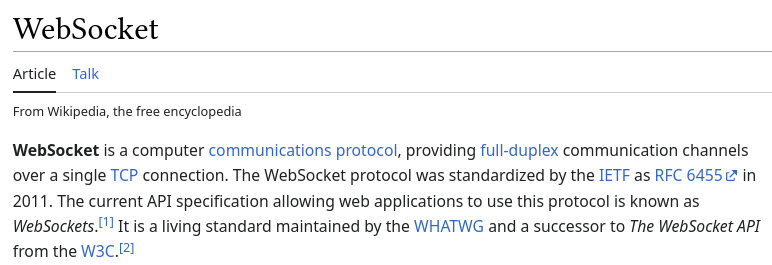 WebSocket
Article Talk
From Wikipedia, the free encyclopedia
WebSocket is a computer communications protocol, providing full-duplex communication channels
over a single TCP connection. The WebSocket protocol was standardized by the IETF as RFC 6455 in
2011. The current API specification allowing web applications to use this protocol is known as
WebSockets.[1] It is a living standard maintained by the WHATWG and a successor to The WebSocket API
from the W3C.[2]